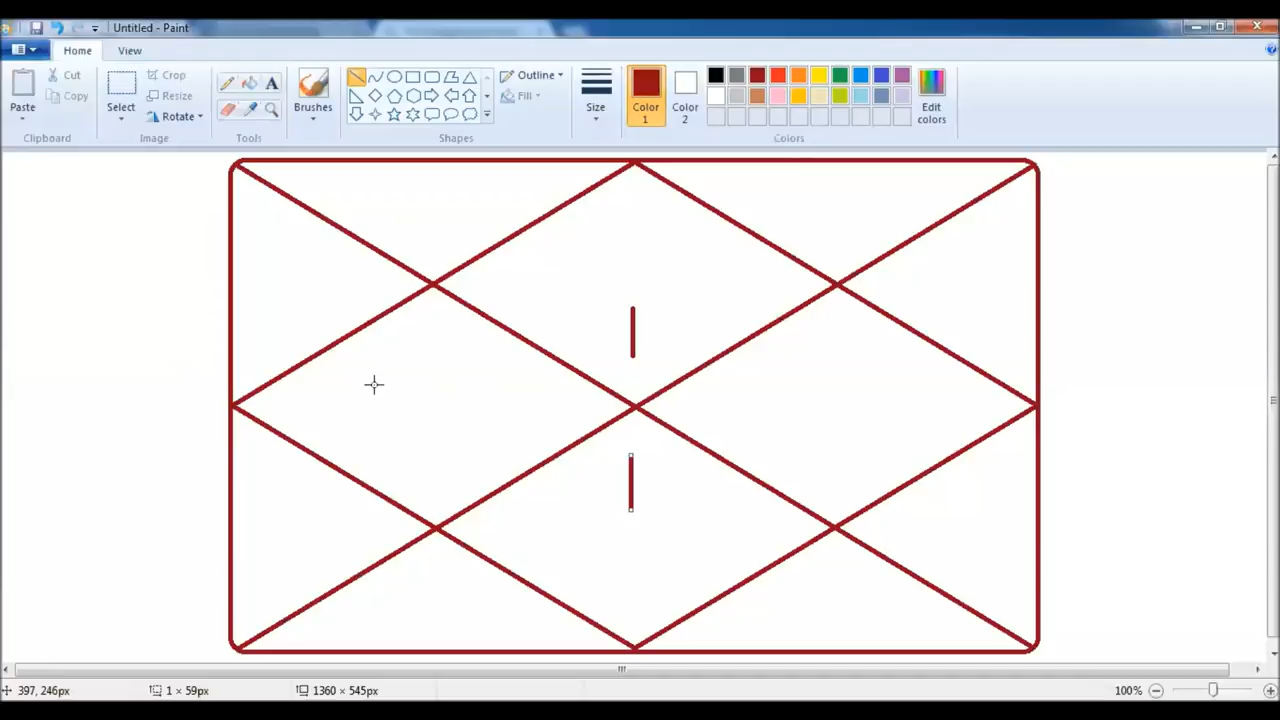 Untitled - Paint
Home View
Cut
Copy
Paste
Clipboard
Select
Crop
Resize
Rotate
Image
A
Tools
Brushes
Shapes
Outline
Fill
Size
Color 1
Color 2
Edit colors
Colors
397, 246px
1 × 59px
1360 × 545px
100%